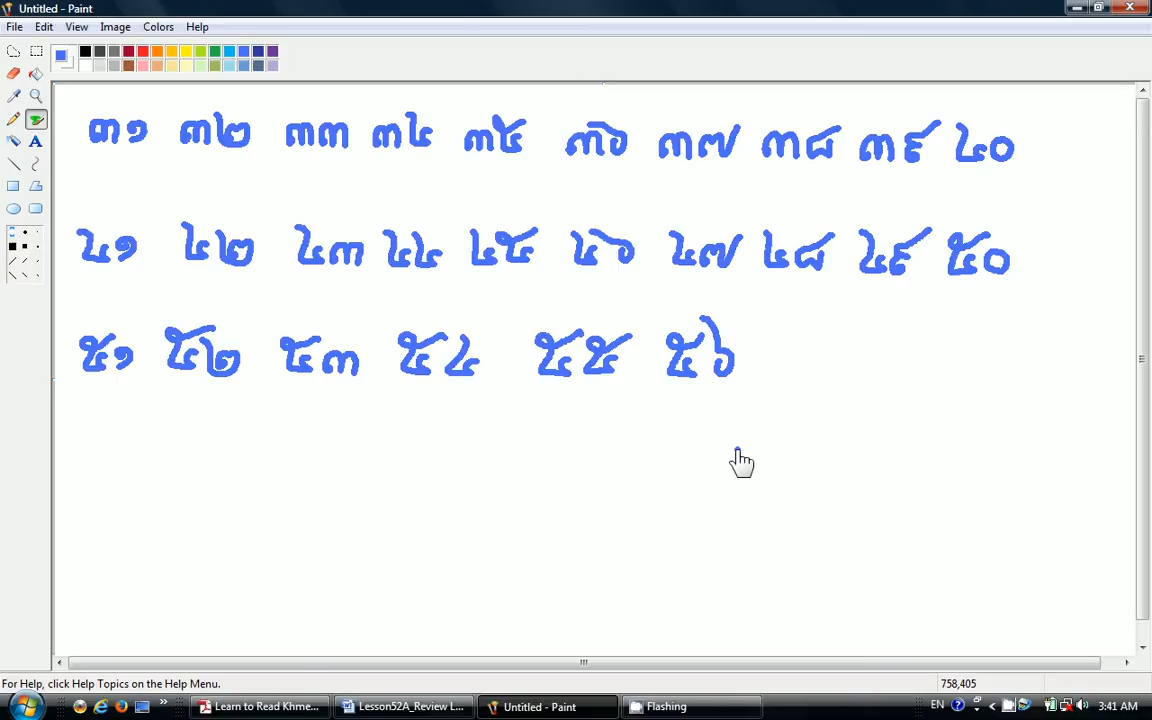 Untitled - Paint
File Edit View Image Colors Help
៣១ ៣២ ៣៣ ៣៤ ៣៥ ៣៦ ៣៧ ៣៨ ៣៩ ៤០
៤១ ៤២ ៤៣ ៤៤ ៤៥ ៤៦ ៤៧ ៤៨ ៤៩ ៥០
៥១ ៥២ ៥៣ ៥៤ ៥៥ ៥៦
For Help, click Help Topics on the Help Menu. 758,405
Learn to Read Khme... Lesson52A_Review L... Untitled - Paint Flashing EN 3:41 AM